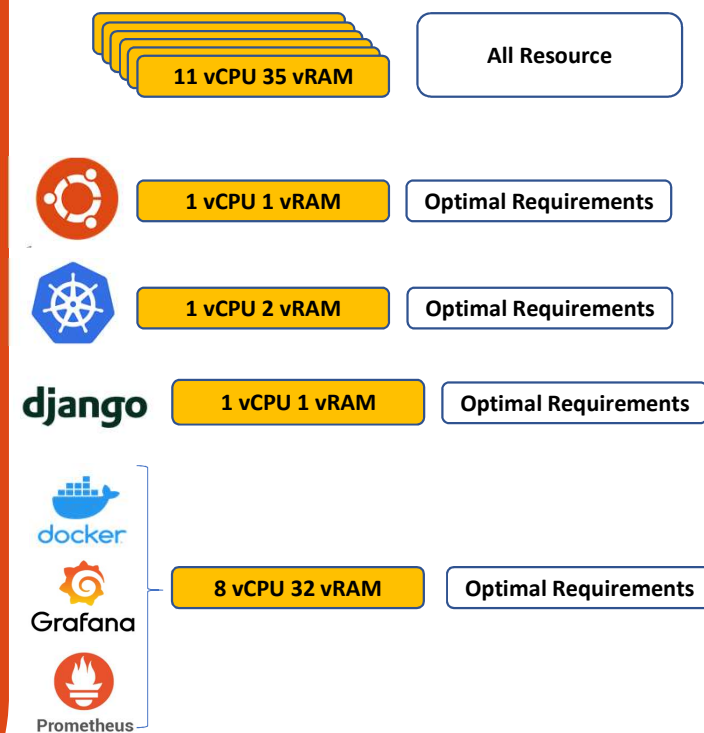 11 vCPU 35 vRAM
All Resource
1 vCPU 1 vRAM
Optimal Requirements
1 vCPU 2 vRAM
Optimal Requirements
django
1 vCPU 1 vRAM
Optimal Requirements
docker
8 vCPU 32 vRAM
Optimal Requirements
Grafana
Prometheus